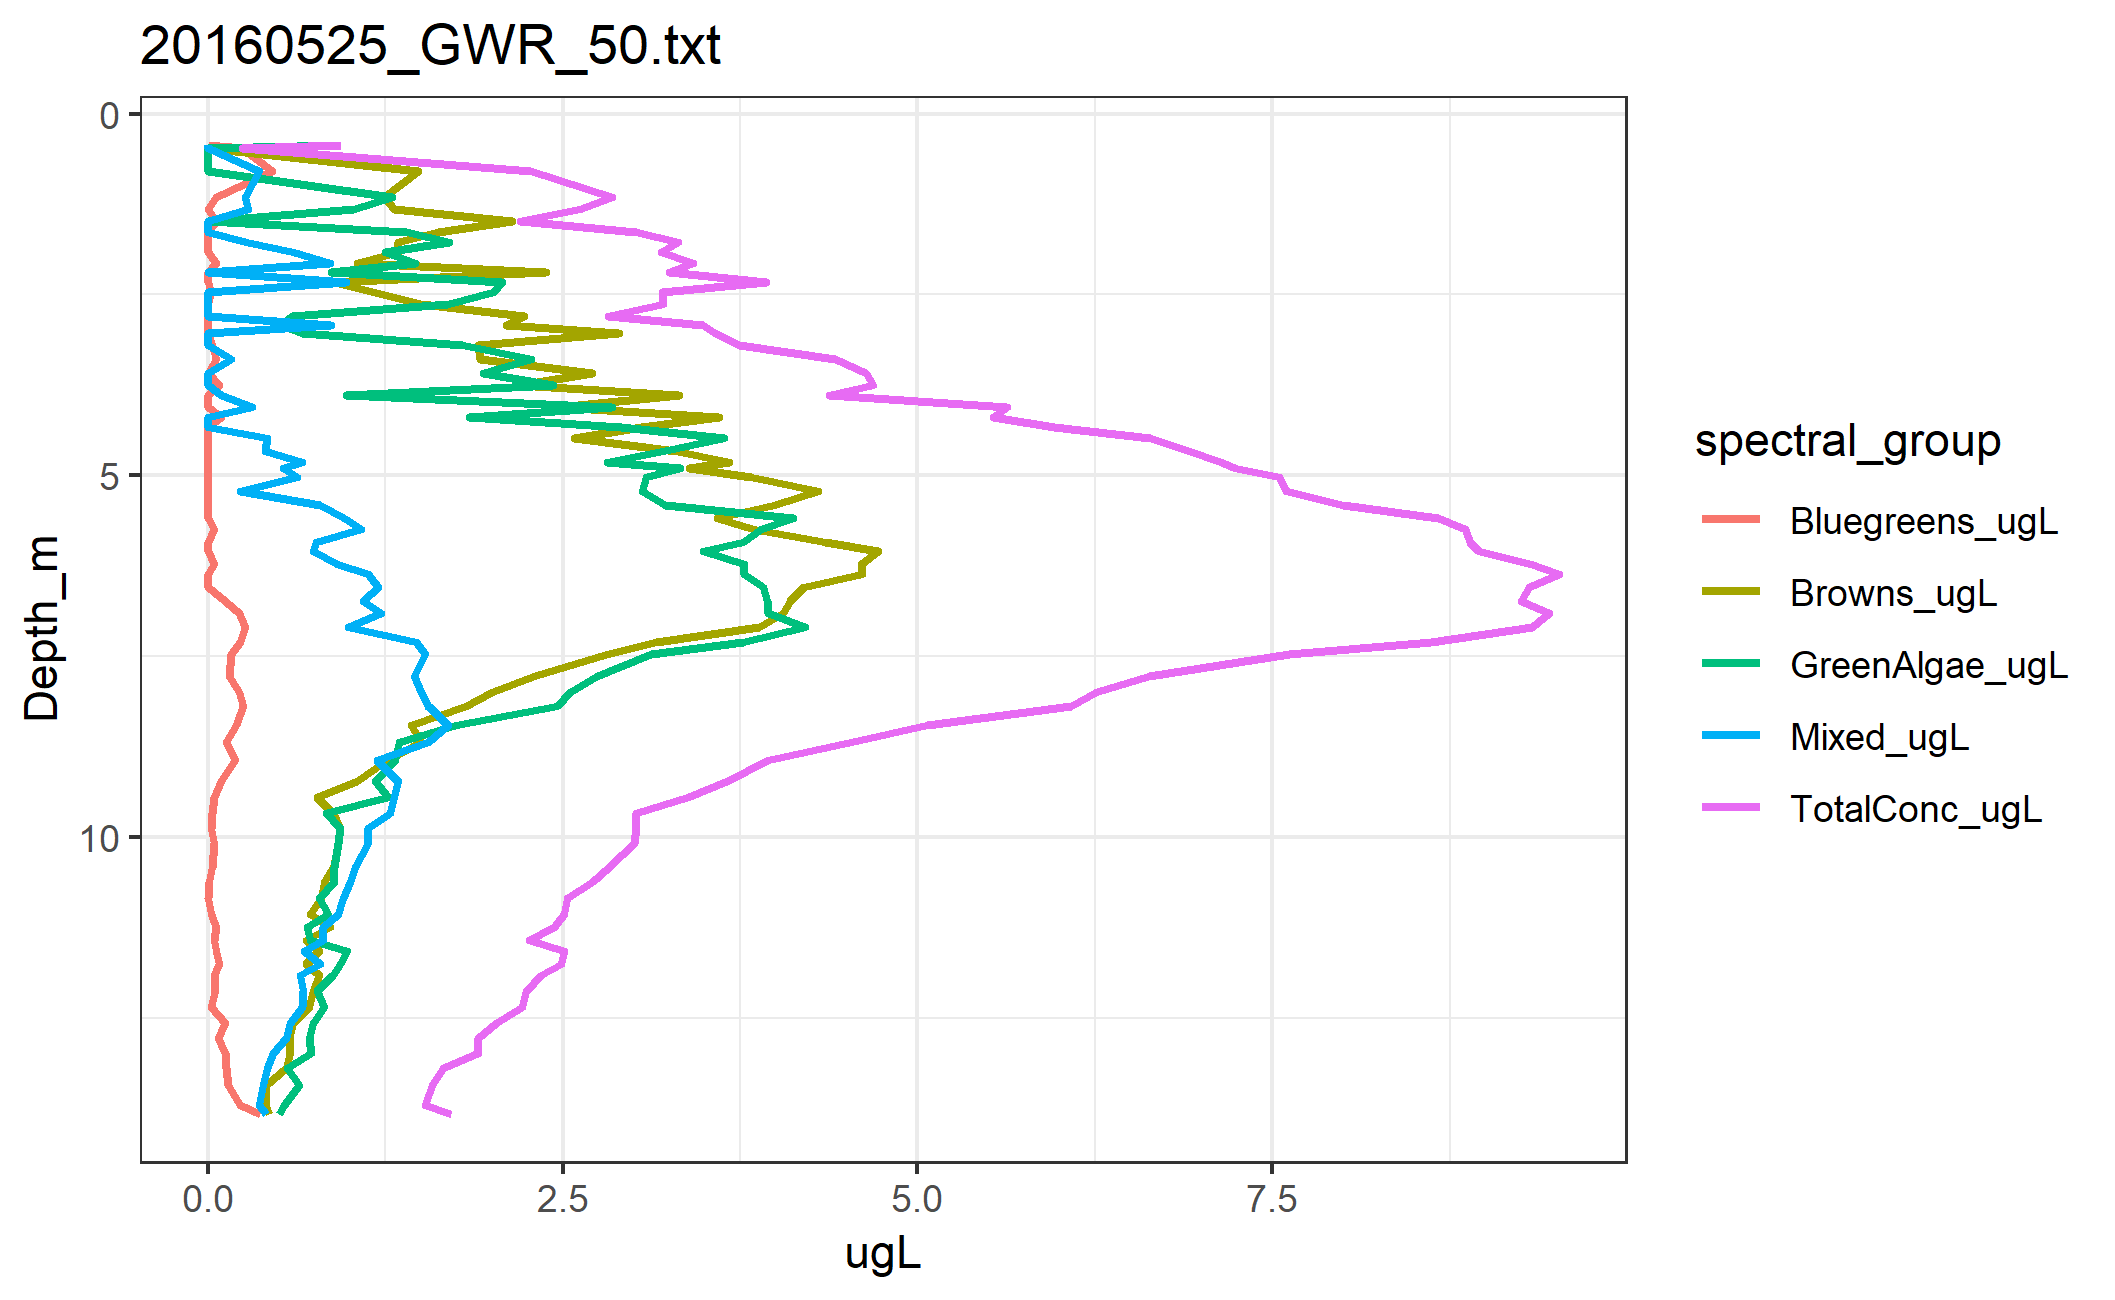 20160525_GWR_50.txt
0
5
10
Depth_m
0.0 2.5 5.0 7.5
ugL
spectral_group
Bluegreens_ugL
Browns_ugL
GreenAlgae_ugL
Mixed_ugL
TotalConc_ugL